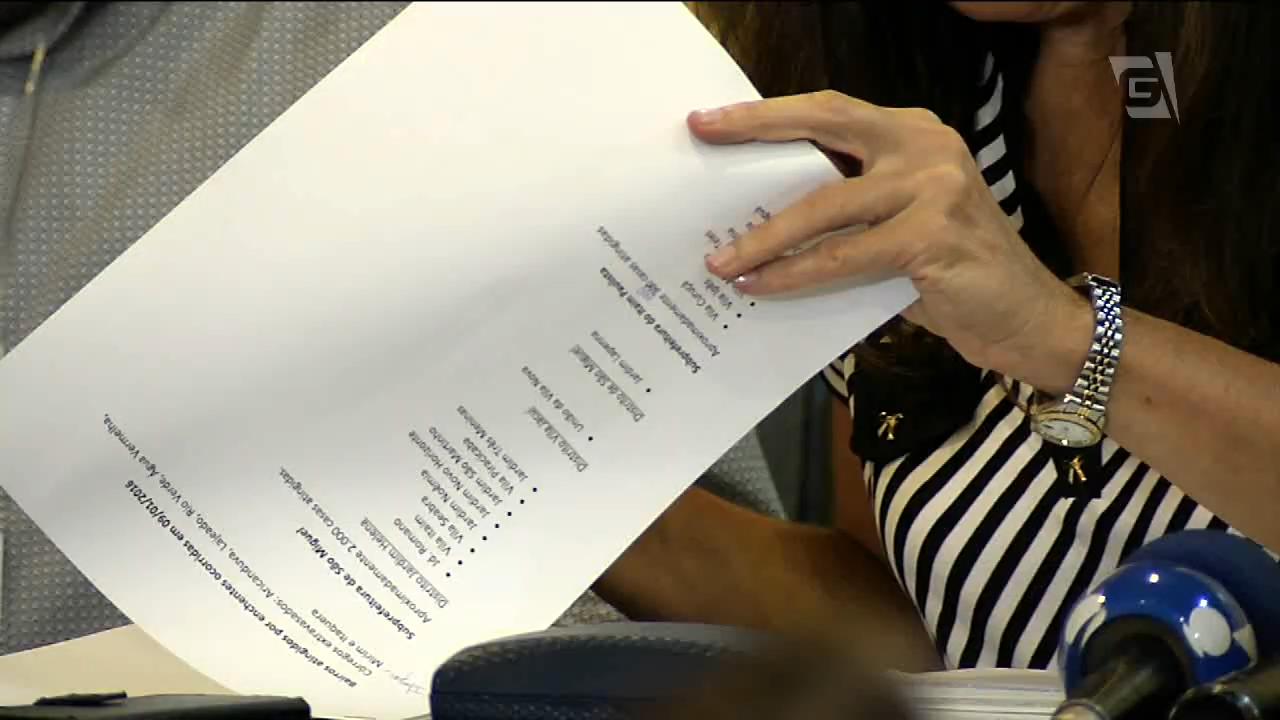 Bairros atingidos por enchentes ocorridas em 09/01/2016
Córregos extravasados: Aricanduva, Lajeado, Rio Verde, Água Vermelha,
Mirim e Itaquera
Subprefeitura de São Miguel
Aproximadamente 2.000 casas atingidas.
Distrito Jardim Helena
• Jd. Romano
• Vila Itaim
• Vila Seabra
• Jardim Noêmia
• Jardim Novo Horizonte
• Jardim São Martinho
• Vila Piracicaba
• Jardim Três Meninas
Distrito Vila Jacuí
• União da Vila Nova
Distrito de São Miguel
• Jardim Lapenna
Subprefeitura do Itaim Paulista
Aproximadamente casas atingidas
• Vila Curuçá
• Vila
G